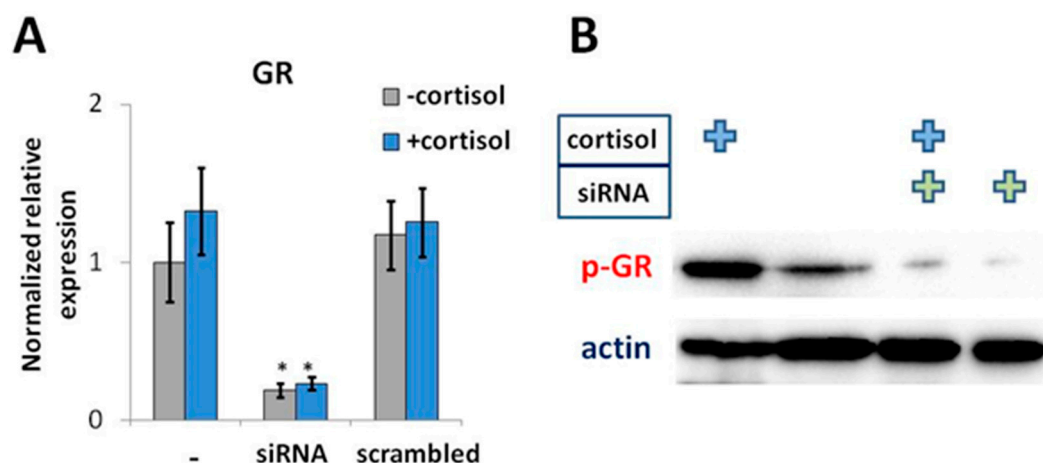 A
GR
-cortisol
+cortisol
Normalized relative
expression
2
1
0
* *
-
siRNA
scrambled
B
cortisol
siRNA
p-GR
actin